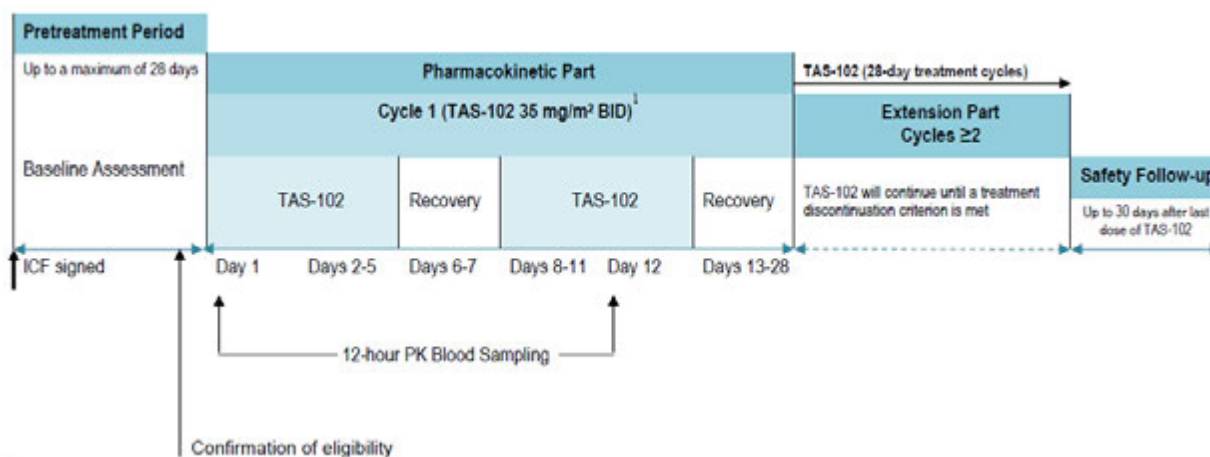 Pretreatment Period
Up to a maximum of 28 days
Baseline Assessment
ICF signed
Confirmation of eligibility
Pharmacokinetic Part
Cycle 1 (TAS-102 35 mg/m² BID)¹
TAS-102
Recovery
TAS-102
Recovery
Day 1
Days 2-5
Days 6-7
Days 8-11
Day 12
Days 13-28
12-hour PK Blood Sampling
TAS-102 (28-day treatment cycles)
Extension Part
Cycles ≥2
TAS-102 will continue until a treatment
discontinuation criterion is met
Safety Follow-up
Up to 30 days after last
dose of TAS-102